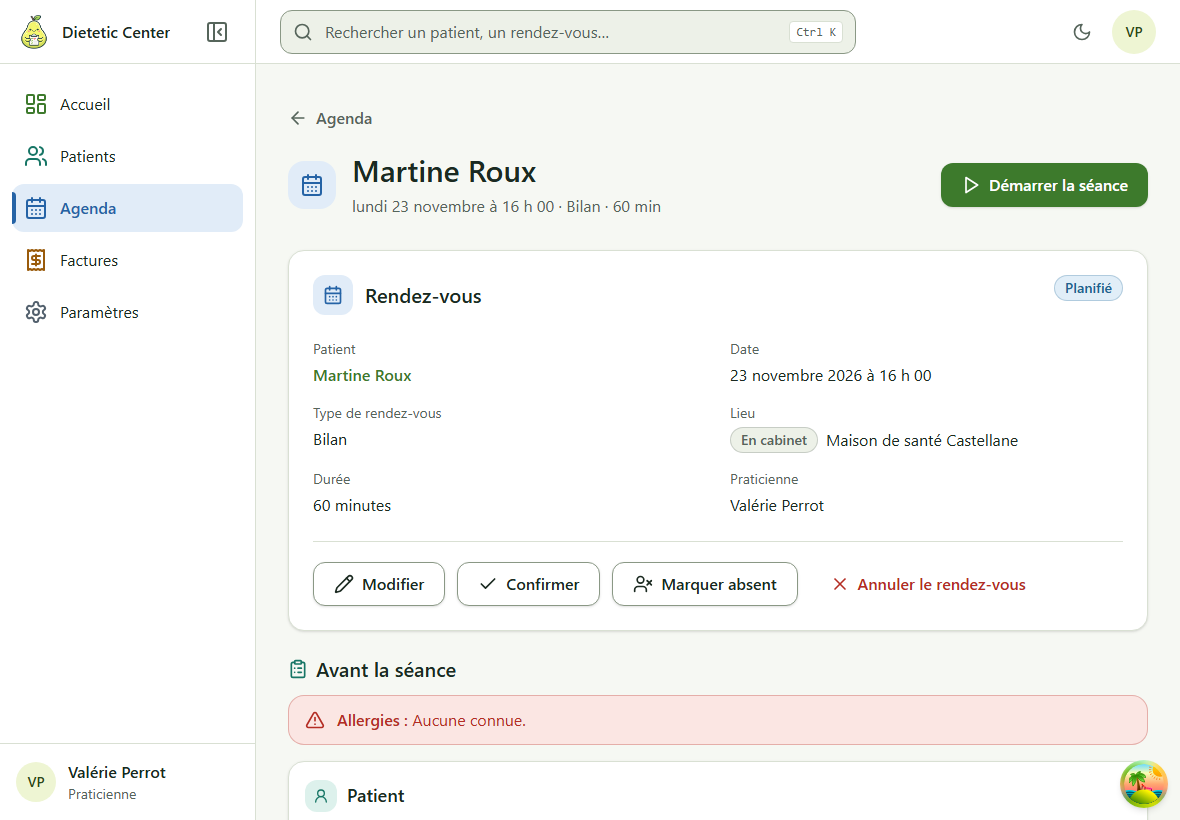 Dietetic Center
Rechercher un patient, un rendez-vous...
Ctrl K
VP
Accueil
Patients
Agenda
Factures
Paramètres
Agenda
Martine Roux
lundi 23 novembre à 16 h 00 · Bilan · 60 min
Démarrer la séance
Rendez-vous
Planifié
Patient
Martine Roux
Date
23 novembre 2026 à 16 h 00
Type de rendez-vous
Bilan
Lieu
En cabinet Maison de santé Castellane
Durée
60 minutes
Praticienne
Valérie Perrot
Modifier
Confirmer
Marquer absent
Annuler le rendez-vous
Avant la séance
Allergies : Aucune connue.
Patient
VP
Valérie Perrot
Praticienne